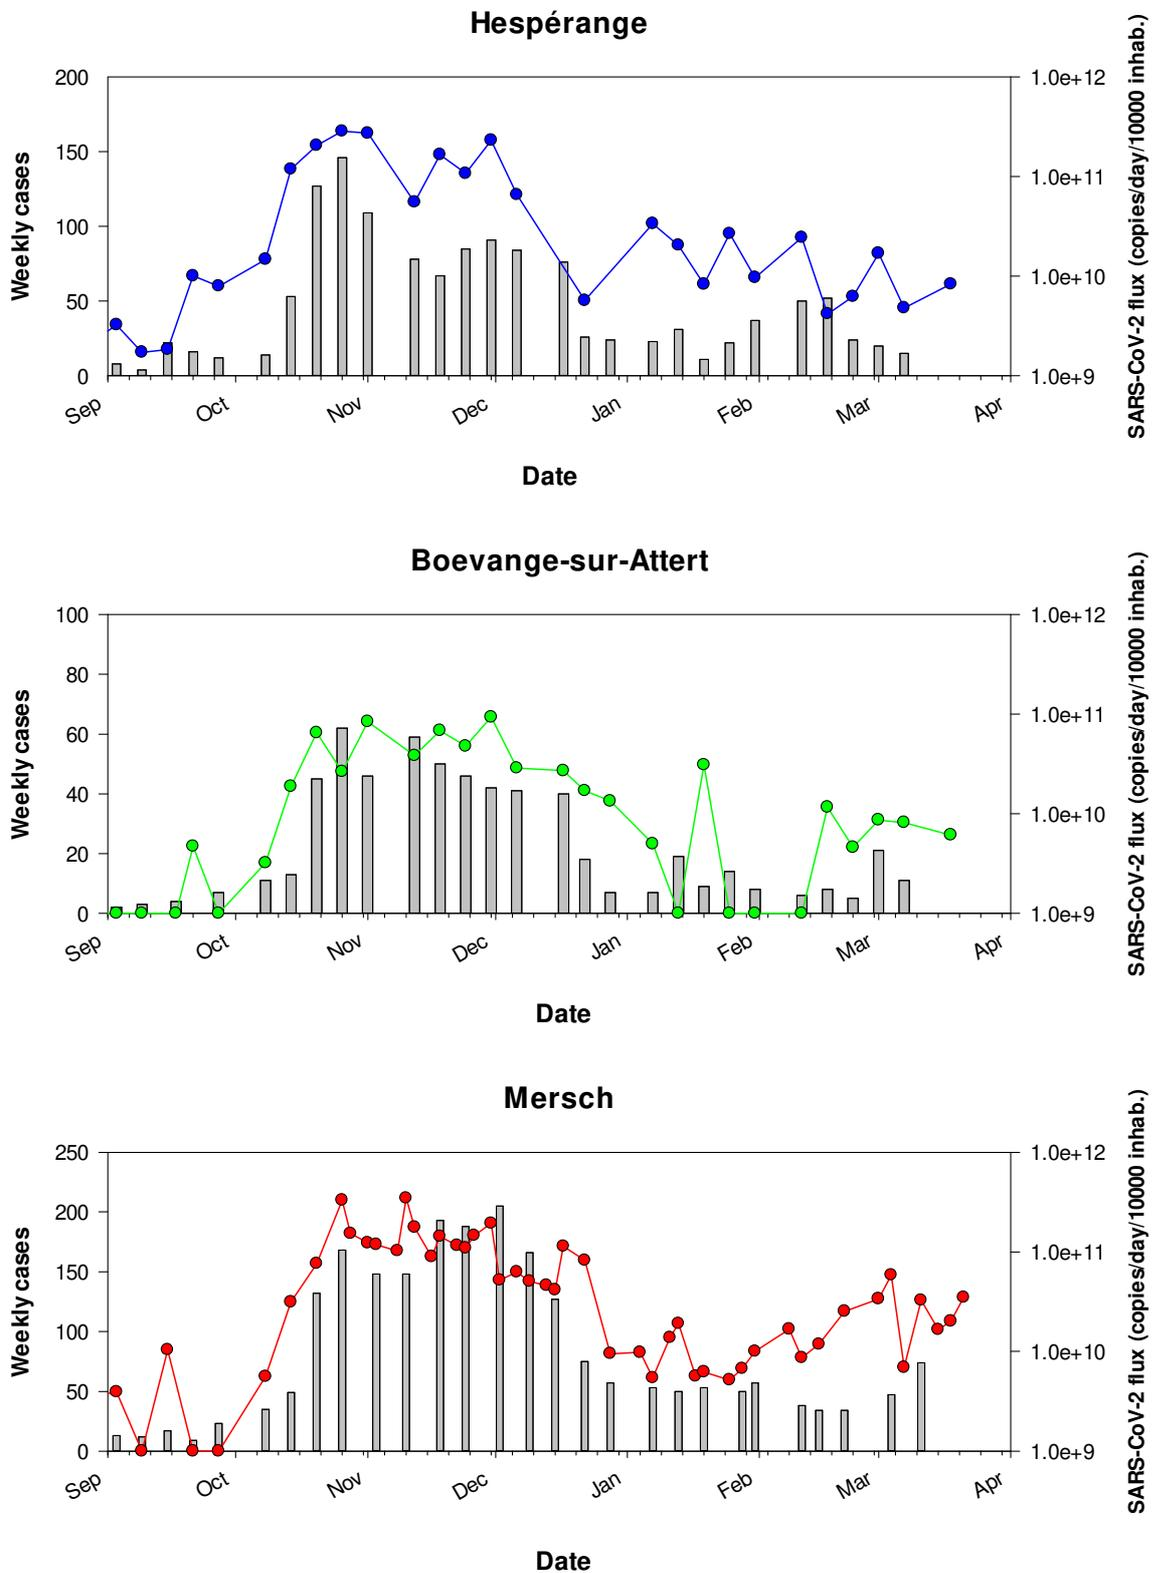 Hespérange
200
150
100
50
0
1.0e+12
1.0e+11
1.0e+10
1.0e+9
Weekly cases
SARS-CoV-2 flux (copies/day/10000 inhab.)
Sep Oct Nov Dec Jan Feb Mar Apr
Date
Boevange-sur-Attert
100
80
60
40
20
0
1.0e+12
1.0e+11
1.0e+10
1.0e+9
Weekly cases
SARS-CoV-2 flux (copies/day/10000 inhab.)
Sep Oct Nov Dec Jan Feb Mar Apr
Date
Mersch
250
200
150
100
50
0
1.0e+12
1.0e+11
1.0e+10
1.0e+9
Weekly cases
SARS-CoV-2 flux (copies/day/10000 inhab.)
Sep Oct Nov Dec Jan Feb Mar Apr
Date